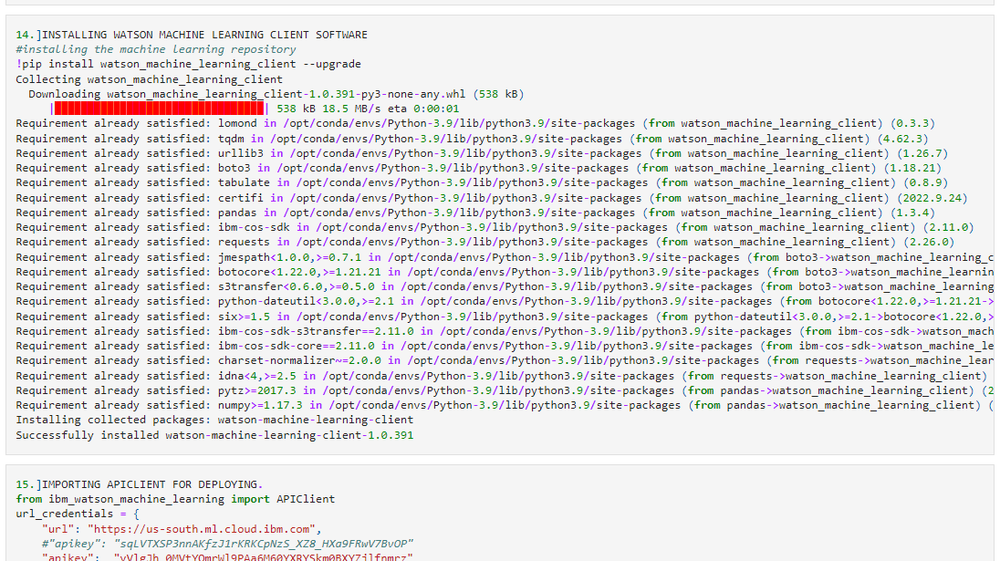 14.]INSTALLING WATSON MACHINE LEARNING CLIENT SOFTWARE
#installing the machine learning repository
!pip install watson_machine_learning_client --upgrade
Collecting watson_machine_learning_client
  Downloading watson_machine_learning_client-1.0.391-py3-none-any.whl (538 kB)
     |████████████████████████████████| 538 kB 18.5 MB/s eta 0:00:01
Requirement already satisfied: lomond in /opt/conda/envs/Python-3.9/lib/python3.9/site-packages (from watson_machine_learning_client) (0.3.3)
Requirement already satisfied: tqdm in /opt/conda/envs/Python-3.9/lib/python3.9/site-packages (from watson_machine_learning_client) (4.62.3)
Requirement already satisfied: urllib3 in /opt/conda/envs/Python-3.9/lib/python3.9/site-packages (from watson_machine_learning_client) (1.26.7)
Requirement already satisfied: boto3 in /opt/conda/envs/Python-3.9/lib/python3.9/site-packages (from watson_machine_learning_client) (1.18.21)
Requirement already satisfied: tabulate in /opt/conda/envs/Python-3.9/lib/python3.9/site-packages (from watson_machine_learning_client) (0.8.9)
Requirement already satisfied: certifi in /opt/conda/envs/Python-3.9/lib/python3.9/site-packages (from watson_machine_learning_client) (2022.9.24)
Requirement already satisfied: pandas in /opt/conda/envs/Python-3.9/lib/python3.9/site-packages (from watson_machine_learning_client) (1.3.4)
Requirement already satisfied: ibm-cos-sdk in /opt/conda/envs/Python-3.9/lib/python3.9/site-packages (from watson_machine_learning_client) (2.11.0)
Requirement already satisfied: requests in /opt/conda/envs/Python-3.9/lib/python3.9/site-packages (from watson_machine_learning_client) (2.26.0)
Requirement already satisfied: jmespath<1.0.0,>=0.7.1 in /opt/conda/envs/Python-3.9/lib/python3.9/site-packages (from boto3->watson_machine_learning_c
Requirement already satisfied: botocore<1.22.0,>=1.21.21 in /opt/conda/envs/Python-3.9/lib/python3.9/site-packages (from boto3->watson_machine_learnin
Requirement already satisfied: s3transfer<0.6.0,>=0.5.0 in /opt/conda/envs/Python-3.9/lib/python3.9/site-packages (from boto3->watson_machine_learning
Requirement already satisfied: python-dateutil<3.0.0,>=2.1 in /opt/conda/envs/Python-3.9/lib/python3.9/site-packages (from botocore<1.22.0,>=1.21.21->
Requirement already satisfied: six>=1.5 in /opt/conda/envs/Python-3.9/lib/python3.9/site-packages (from python-dateutil<3.0.0,>=2.1->botocore<1.22.0,>
Requirement already satisfied: ibm-cos-sdk-s3transfer==2.11.0 in /opt/conda/envs/Python-3.9/lib/python3.9/site-packages (from ibm-cos-sdk->watson_mach
Requirement already satisfied: ibm-cos-sdk-core==2.11.0 in /opt/conda/envs/Python-3.9/lib/python3.9/site-packages (from ibm-cos-sdk->watson_machine_le
Requirement already satisfied: charset-normalizer~=2.0.0 in /opt/conda/envs/Python-3.9/lib/python3.9/site-packages (from requests->watson_machine_lear
Requirement already satisfied: idna<4,>=2.5 in /opt/conda/envs/Python-3.9/lib/python3.9/site-packages (from requests->watson_machine_learning_client)
Requirement already satisfied: pytz>=2017.3 in /opt/conda/envs/Python-3.9/lib/python3.9/site-packages (from pandas->watson_machine_learning_client) (2
Requirement already satisfied: numpy>=1.17.3 in /opt/conda/envs/Python-3.9/lib/python3.9/site-packages (from pandas->watson_machine_learning_client) (
Installing collected packages: watson-machine-learning-client
Successfully installed watson-machine-learning-client-1.0.391
15.]IMPORTING APICLIENT FOR DEPLOYING.
from ibm_watson_machine_learning import APIClient
url_credentials = {
    "url": "https://us-south.ml.cloud.ibm.com",
    #"apikey": "sqLVTXSP3nnAKfzJ1rKRKCpNzS_XZ8_HXa9FRwV7BvOP"
    "apikey":